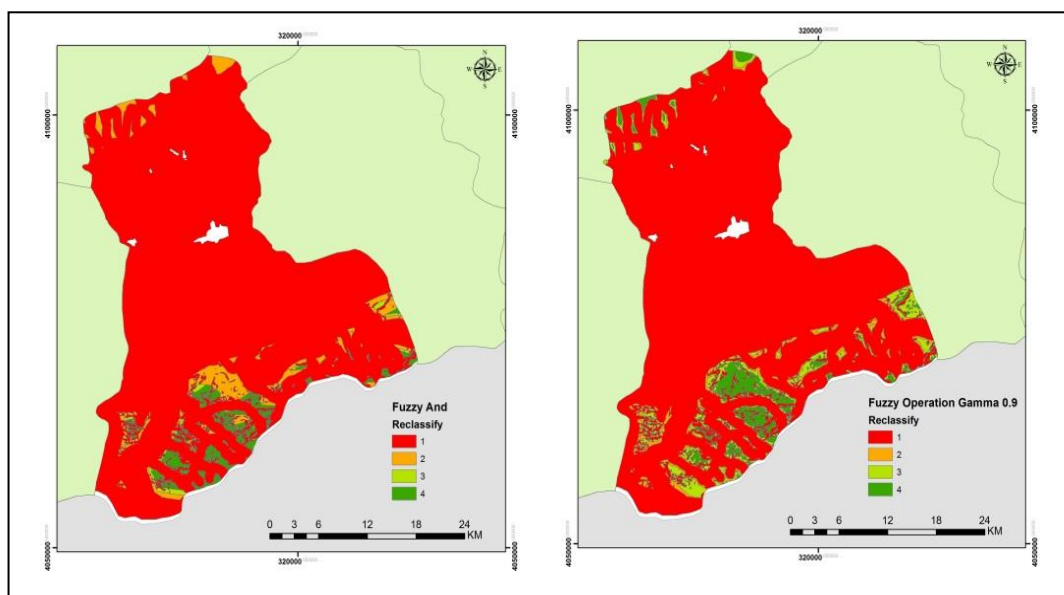 320000
N
W E
S
4100000
4100000
Fuzzy And
Reclassify
1
2
3
4
0 3 6 12 18 24
KM
4050000
4050000
320000
320000
N
W E
S
4100000
4100000
Fuzzy Operation Gamma 0.9
Reclassify
1
2
3
4
0 3 4 6 12 18 24
KM
4050000
4050000
320000